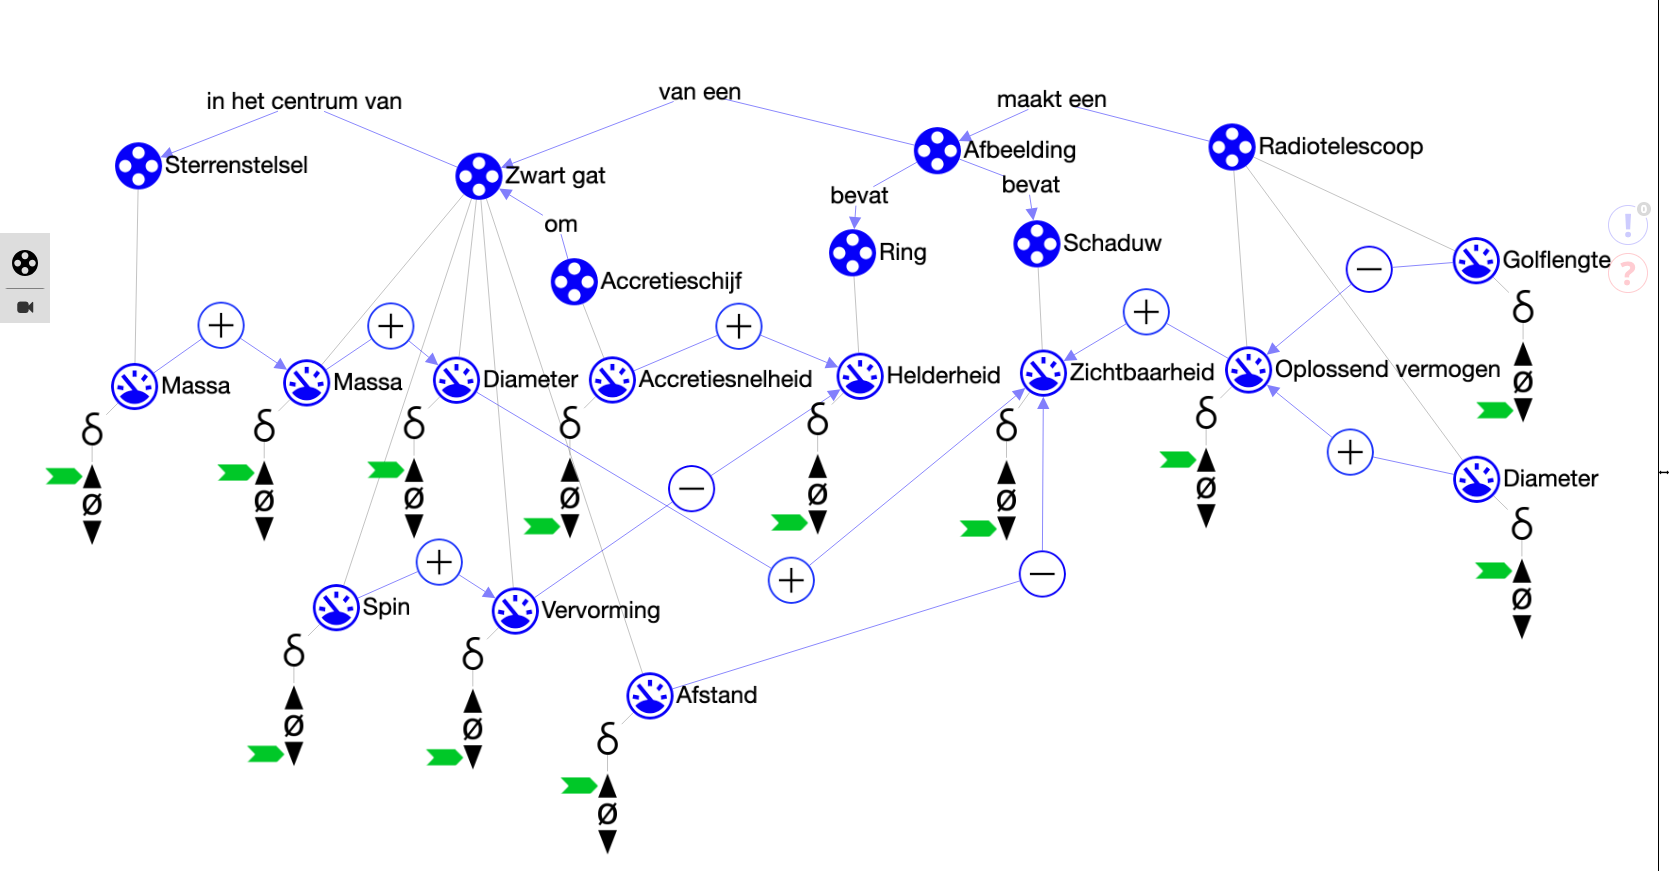 van een
in het centrum van
maakt een
Sterrenstelsel
Zwart gat
Afbeelding
Radiotelescoop
bevat
bevat
om
Ring
Schaduw
Golflengte
0
!
?
Accretieschijf
+
+
+
+
−
Massa
Massa
Diameter
Accretiesnelheid
Helderheid
Zichtbaarheid
Oplossend vermogen
δ
δ
δ
δ
δ
δ
δ
δ
Ø
Ø
Ø
Ø
Ø
Ø
Ø
Ø
−
+
Diameter
δ
Ø
+
+
−
Spin
Vervorming
δ
δ
Ø
Ø
Afstand
δ
Ø